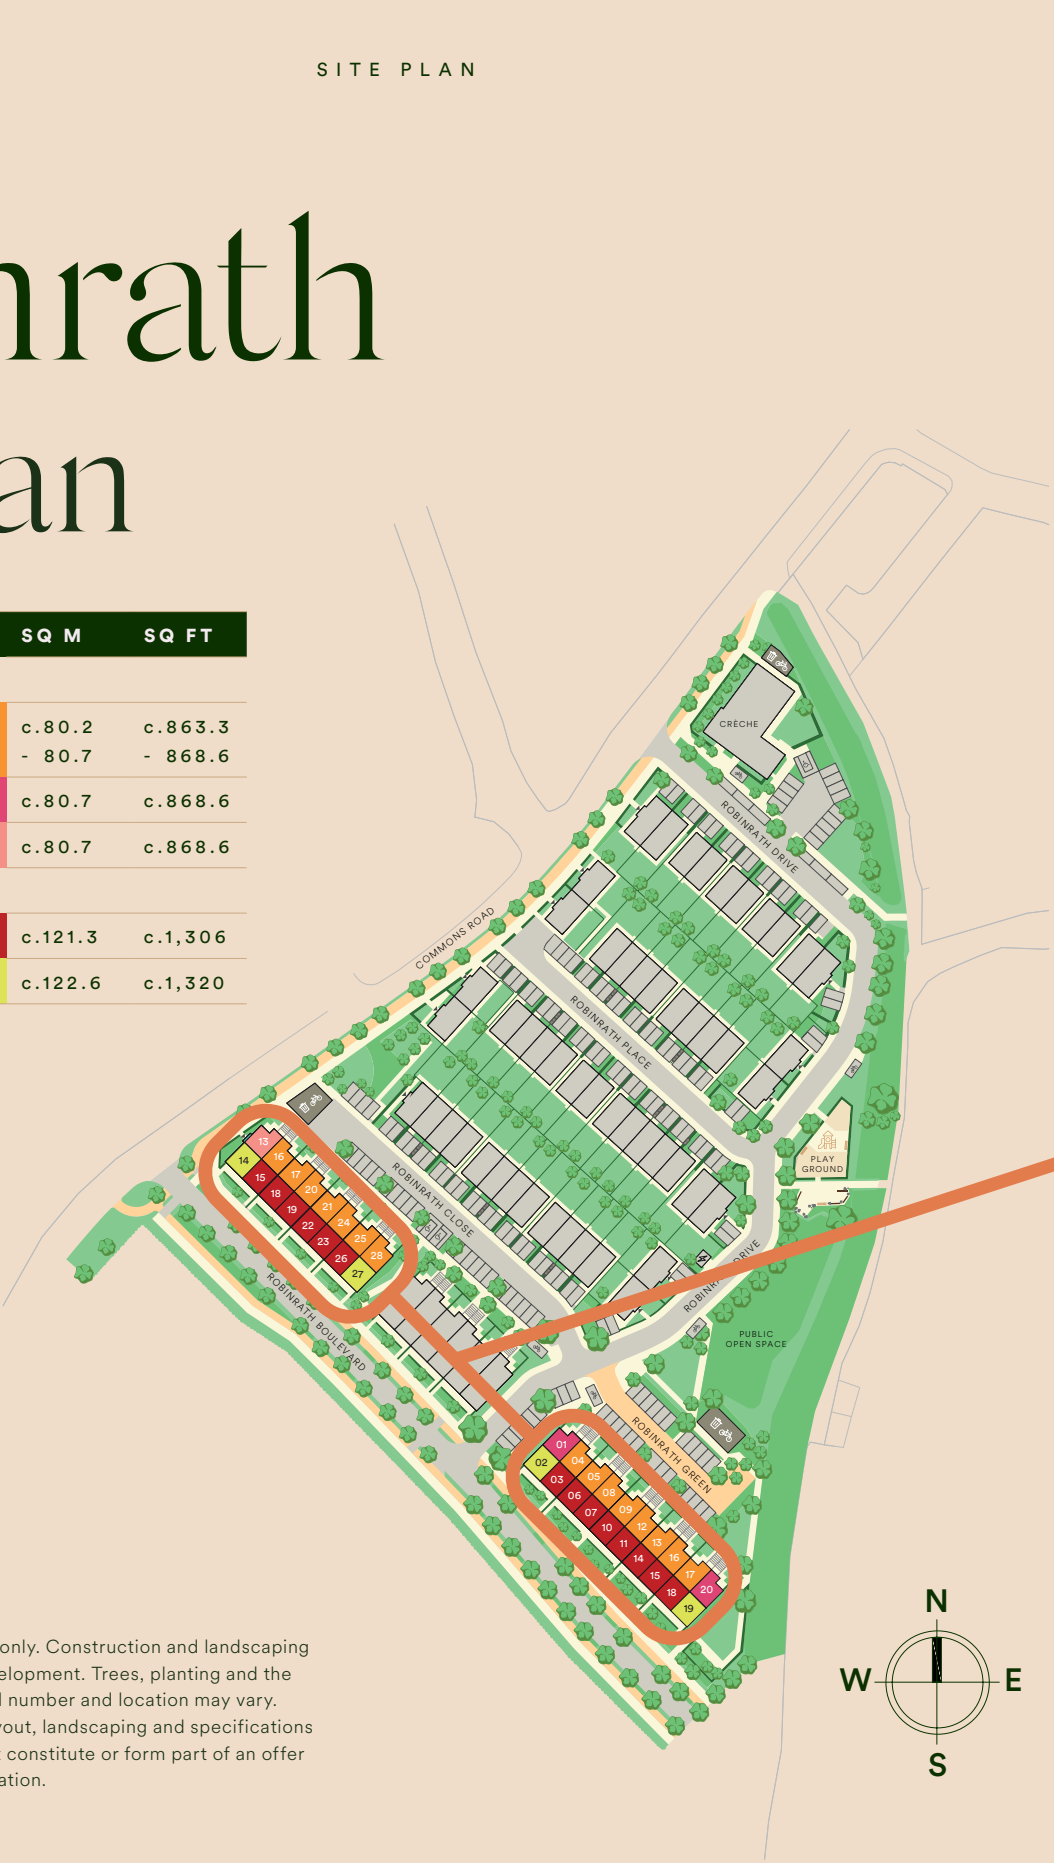 SITE PLAN
nrath
an
SQ M SQ FT
c.80.2 c.863.3
- 80.7 - 868.6
c.80.7 c.868.6
c.80.7 c.868.6
c.121.3 c.1,306
c.122.6 c.1,320
CRÈCHE
ROBINRATH DRIVE
COMMONS ROAD
ROBINRATH PLACE
PLAY
GROUND
ROBINRATH CLOSE
13
14 16
15 17
18 20
19 21
22 24
23 25
26 28
27
ROBINRATH BOULEVARD
ROBINRATH DRIVE
PUBLIC
OPEN SPACE
ROBINRATH GREEN
01
02 04
03 05
06 08
07 09
10 12
11 13
14 16
15 17
18 20
19
N
W E
S
only. Construction and landscaping
elopment. Trees, planting and the
l number and location may vary.
yout, landscaping and specifications
t constitute or form part of an offer
ation.